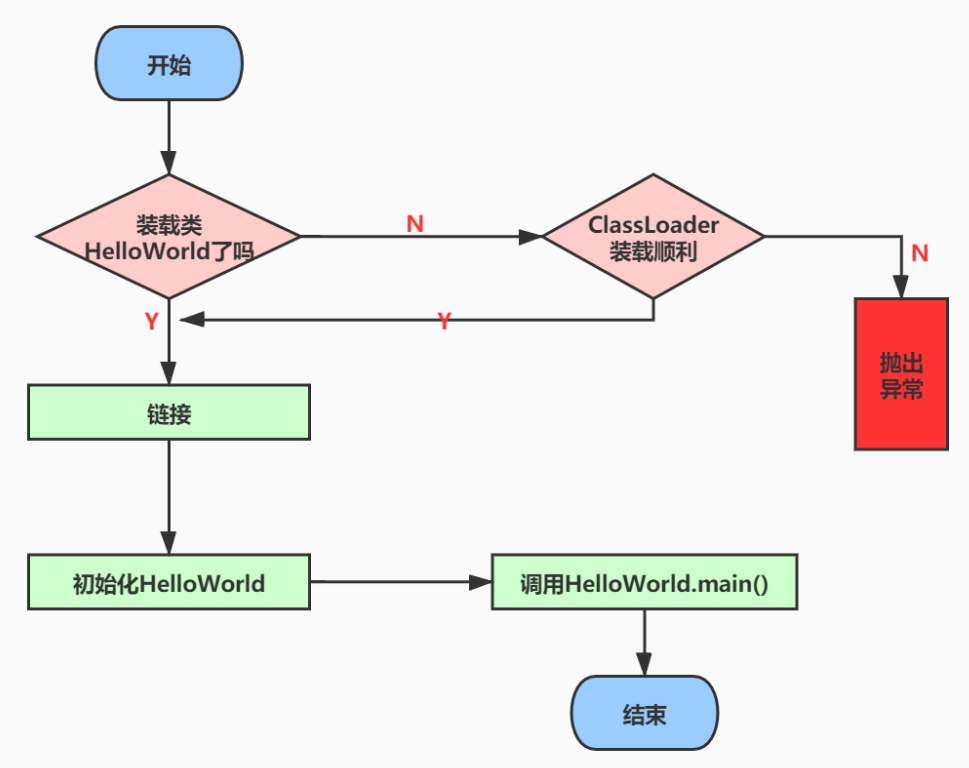 开始
装载类
HelloWorld了吗
N
ClassLoader
装载顺利
N
Y
Y
抛出
异常
链接
初始化HelloWorld
调用HelloWorld.main()
结束